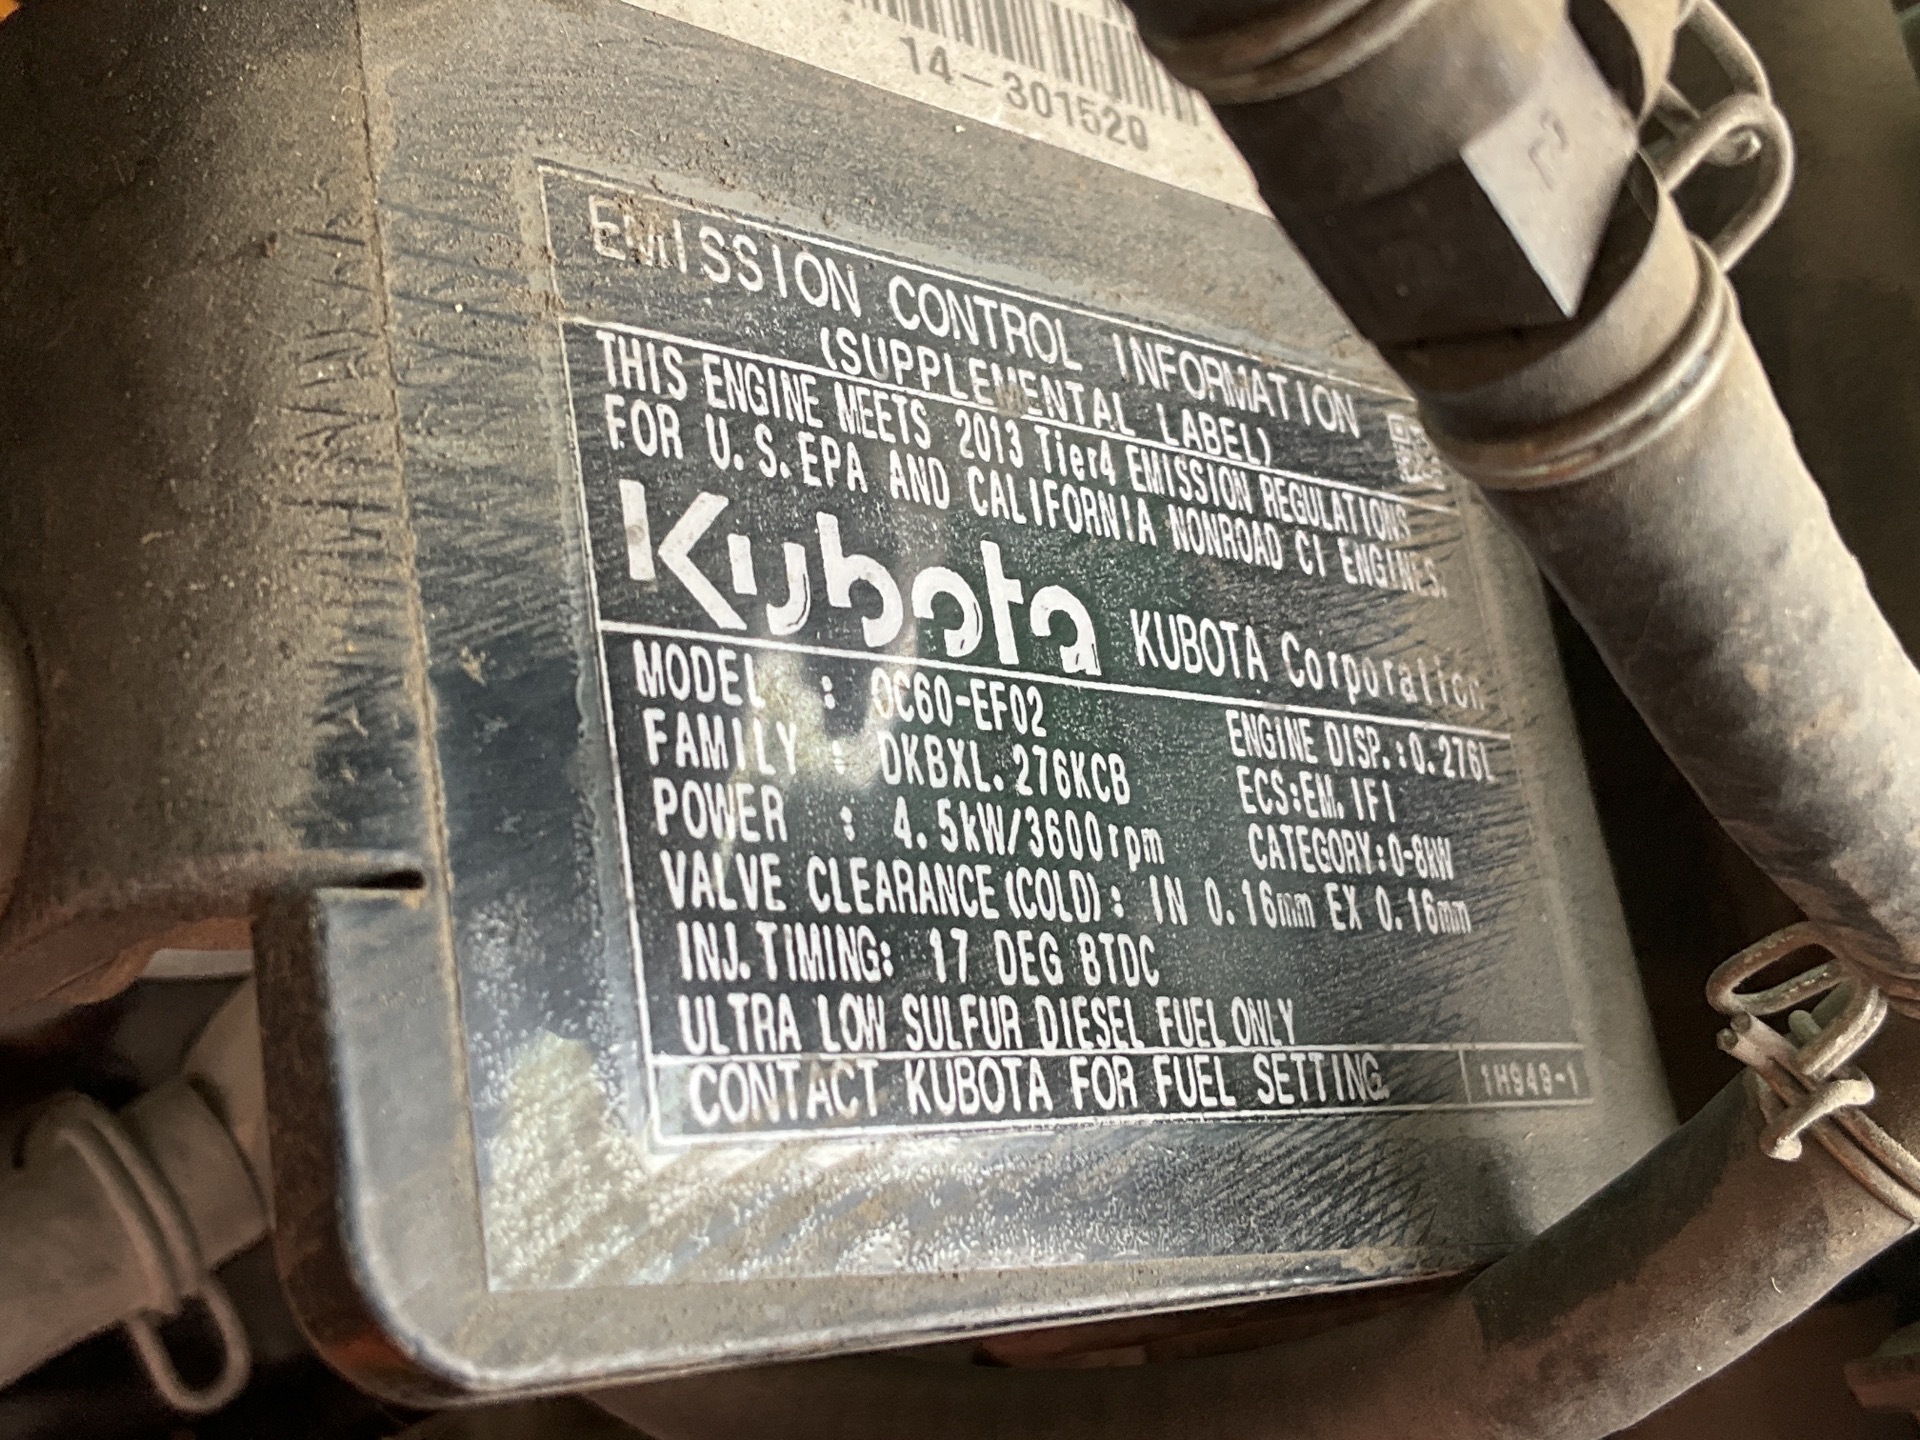 14-301520
EMISSION CONTROL INFORMATION
(SUPPLEMENTAL LABEL)
THIS ENGINE MEETS 2013 Tier4 EMISSION REGULATIONS
FOR U.S.EPA AND CALIFORNIA NONROAD CI ENGINES.
Kubota KUBOTA Corporation
MODEL : OC60-EF02
ENGINE DISP.:0.276L
FAMILY : DKBXL.276KCB
ECS:EM.IFI
POWER : 4.5kW/3600rpm
CATEGORY:0-8kW
VALVE CLEARANCE(COLD): IN 0.16mm EX 0.16mm
INJ.TIMING: 17 DEG BTDC
ULTRA LOW SULFUR DIESEL FUEL ONLY
CONTACT KUBOTA FOR FUEL SETTING.
1H949-1